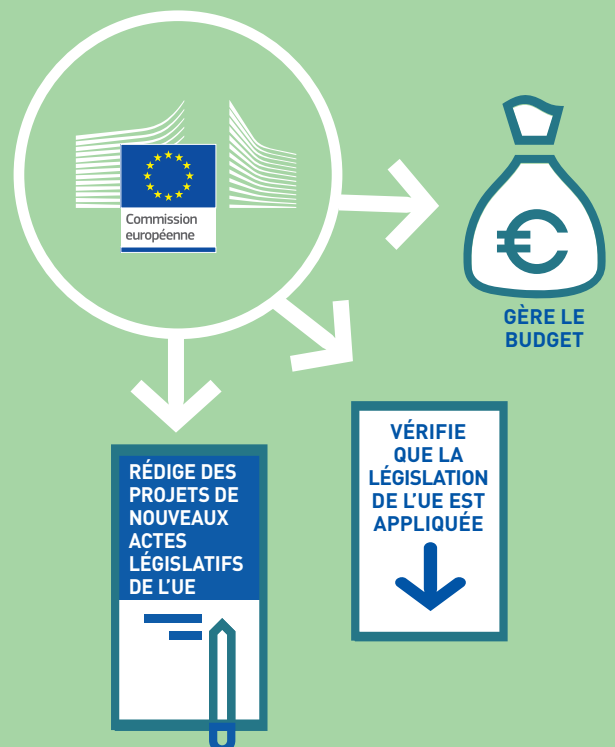 Commission
européenne
GÈRE LE
BUDGET
VÉRIFIE
QUE LA
LÉGISLATION
DE L'UE EST
APPLIQUÉE
RÉDIGE DES
PROJETS DE
NOUVEAUX
ACTES
LÉGISLATIFS
DE L'UE